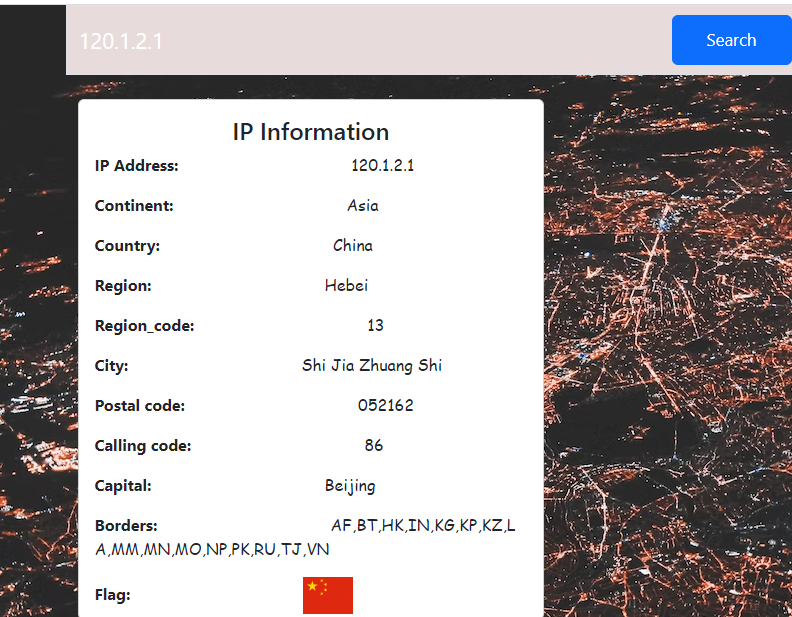 120.1.2.1 Search
IP Information
IP Address: 120.1.2.1
Continent: Asia
Country: China
Region: Hebei
Region_code: 13
City: Shi Jia Zhuang Shi
Postal code: 052162
Calling code: 86
Capital: Beijing
Borders: AF,BT,HK,IN,KG,KP,KZ,L
A,MM,MN,MO,NP,PK,RU,TJ,VN
Flag: